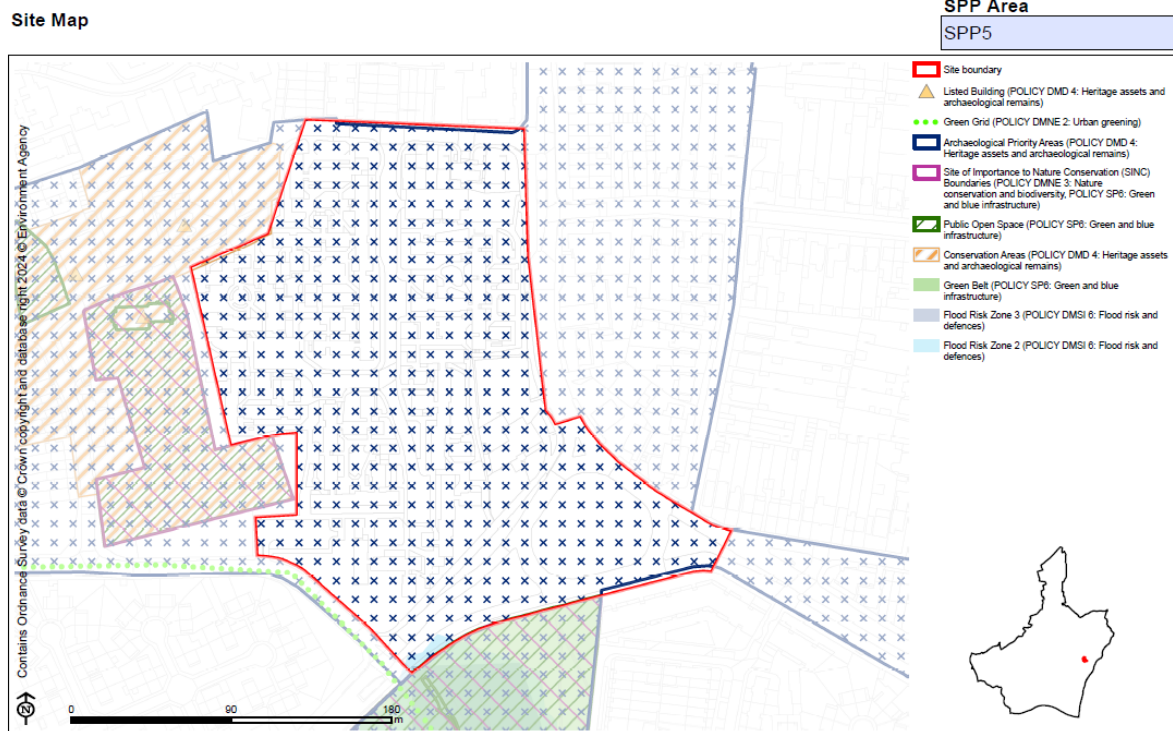 Site Map
SPP Area
SPP5
Site boundary
Listed Building (POLICY DMD 4: Heritage assets and
archaeological remains)
Green Grid (POLICY DMNE 2: Urban greening)
Archaeological Priority Areas (POLICY DMD 4:
Heritage assets and archaeological remains)
Site of Importance to Nature Conservation (SINC)
Boundaries (POLICY DMNE 3: Nature
conservation and biodiversity, POLICY SP6: Green
and blue infrastructure)
Public Open Space (POLICY SP6: Green and blue
infrastructure)
Conservation Areas (POLICY DMD 4: Heritage assets
and archaeological remains)
Green Belt (POLICY SP6: Green and blue
infrastructure)
Flood Risk Zone 3 (POLICY DMSI 6: Flood risk and
defences)
Flood Risk Zone 2 (POLICY DMSI 6: Flood risk and
defences)
Contains Ordnance Survey data © Crown copyright and database right 2024 © Environment Agency
N
0 90 180
m